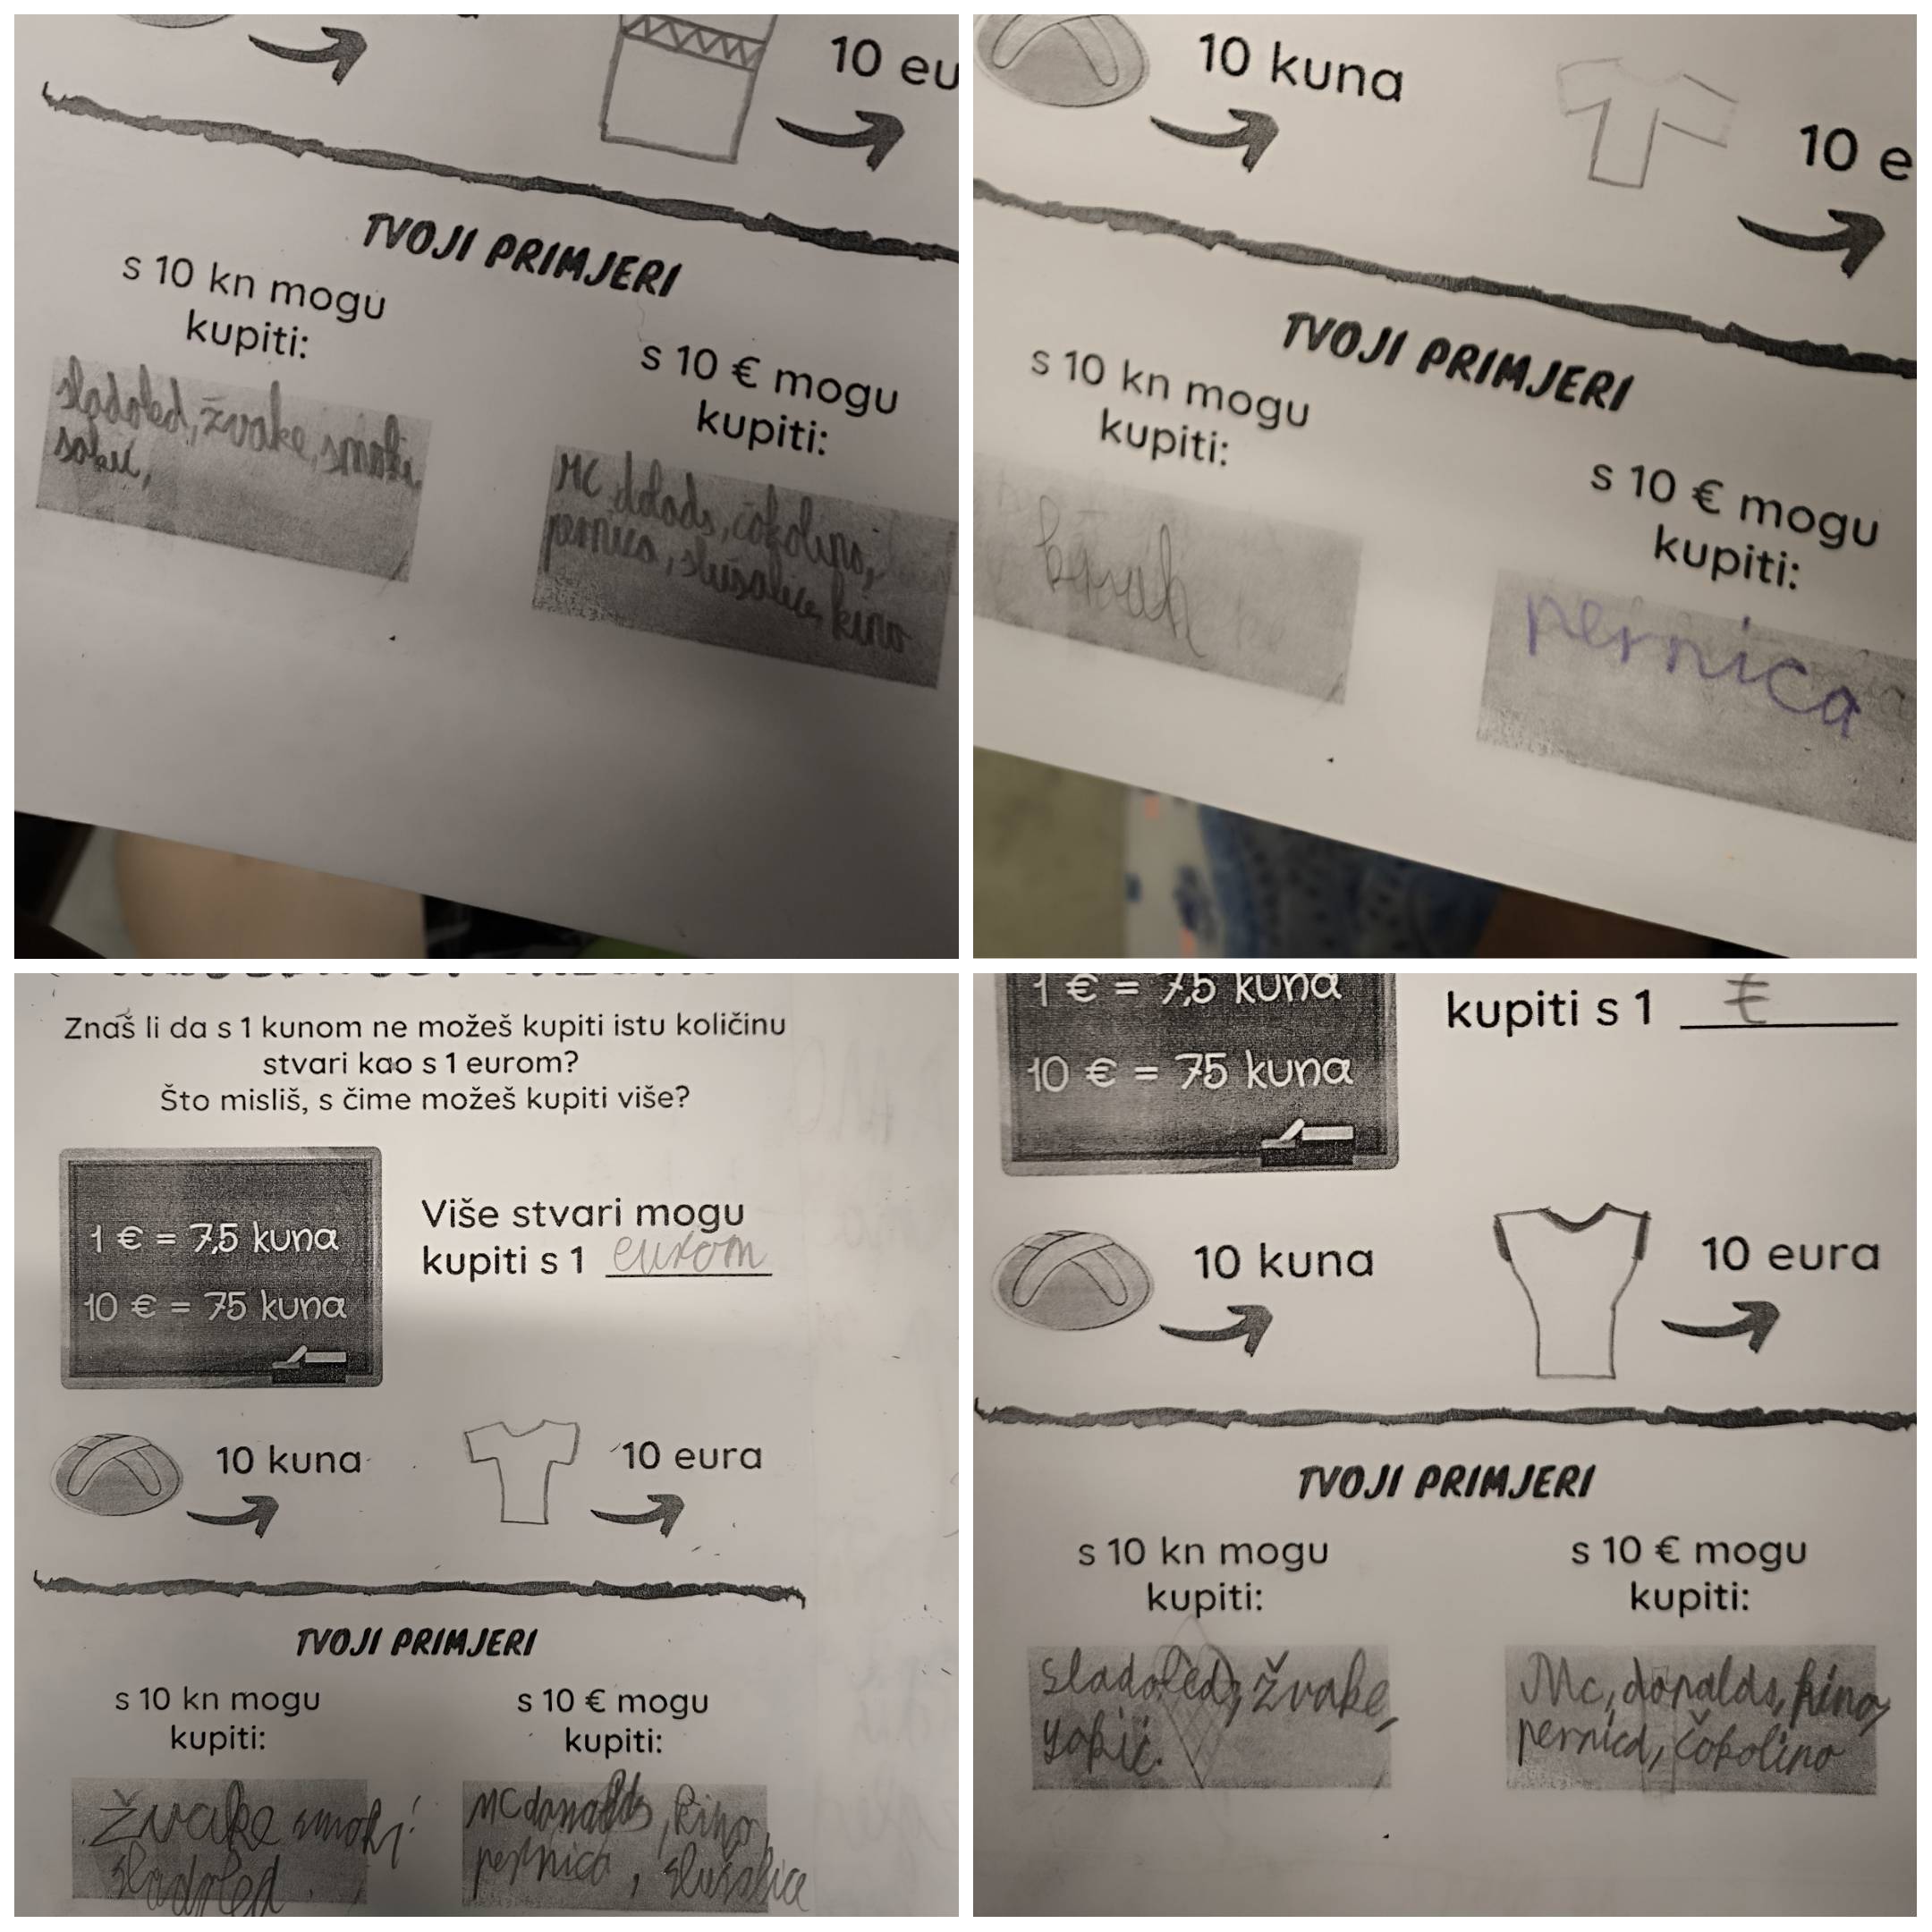 10 eu
TVOJI PRIMJERI
s 10 kn mogu
kupiti:
sladoled, žvake, smoki
sokić,
s 10 € mogu
kupiti:
čokolino,
pernica, slušalice, kino
10 kuna
10 e
TVOJI PRIMJERI
s 10 kn mogu
kupiti:
s 10 € mogu
kupiti:
pernica
Znaš li da s 1 kunom ne možeš kupiti istu količinu
stvari kao s 1 eurom?
Što misliš, s čime možeš kupiti više?
1 € = 7,5 kuna
10 € = 75 kuna
Više stvari mogu
kupiti s 1 eurom
10 kuna
10 eura
TVOJI PRIMJERI
s 10 kn mogu
kupiti:
Žvake smoki
sladoled
s 10 € mogu
kupiti:
MCdonalds, kino,
pernica, slušalice
1 € = 7,5 kuna
10 € = 75 kuna
kupiti s 1 €
10 kuna
10 eura
TVOJI PRIMJERI
s 10 kn mogu
kupiti:
sladoled, žvake,
s 10 € mogu
kupiti:
Mc, donalds, kino,
pernica, čokolino